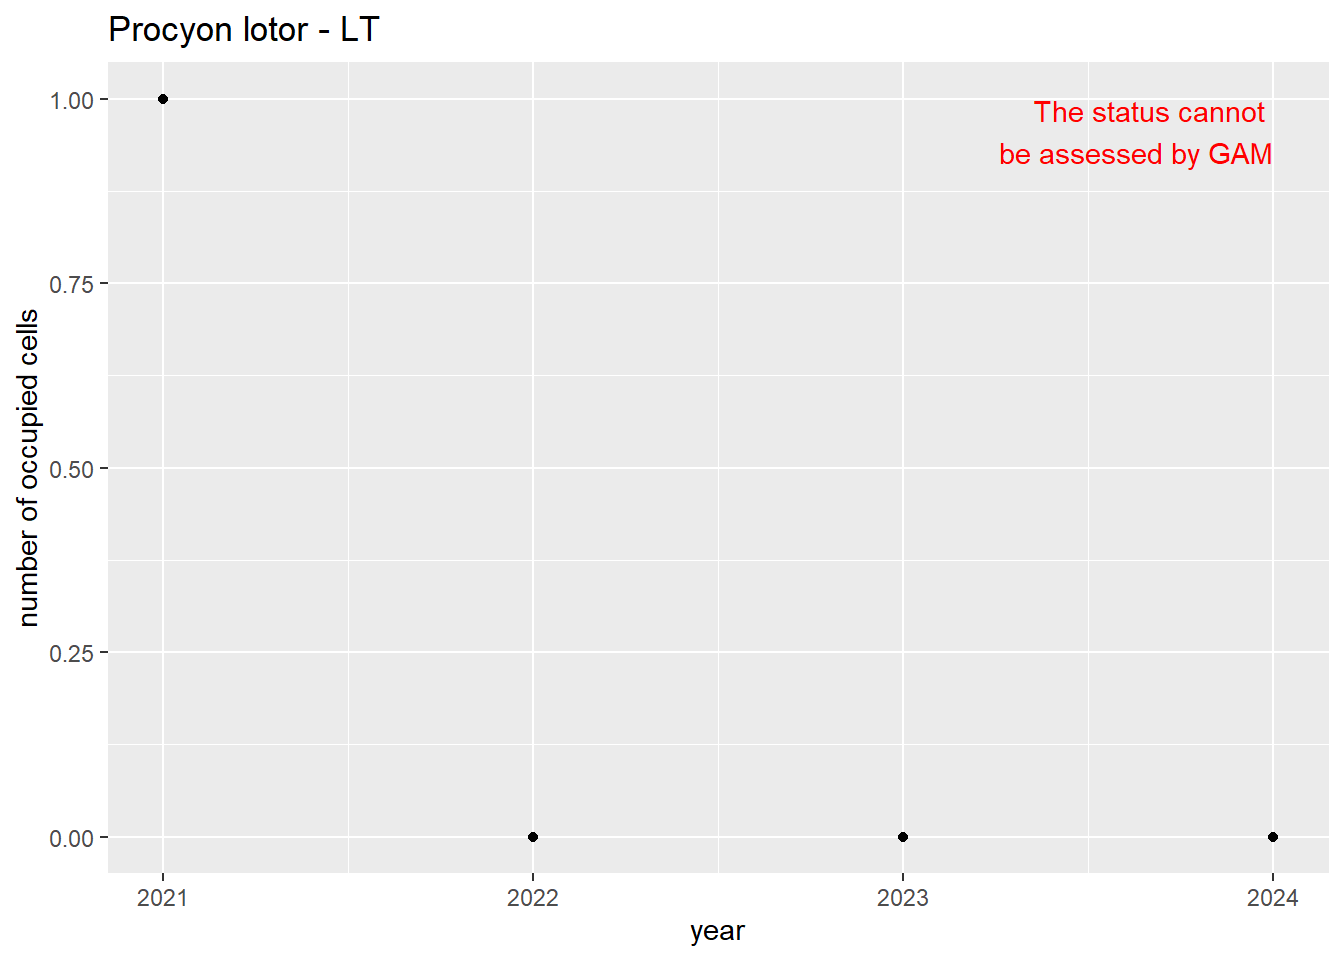 Procyon lotor - LT
The status cannot
be assessed by GAM
1.00
0.75
0.50
0.25
0.00
number of occupied cells
2021 2022 2023 2024
year